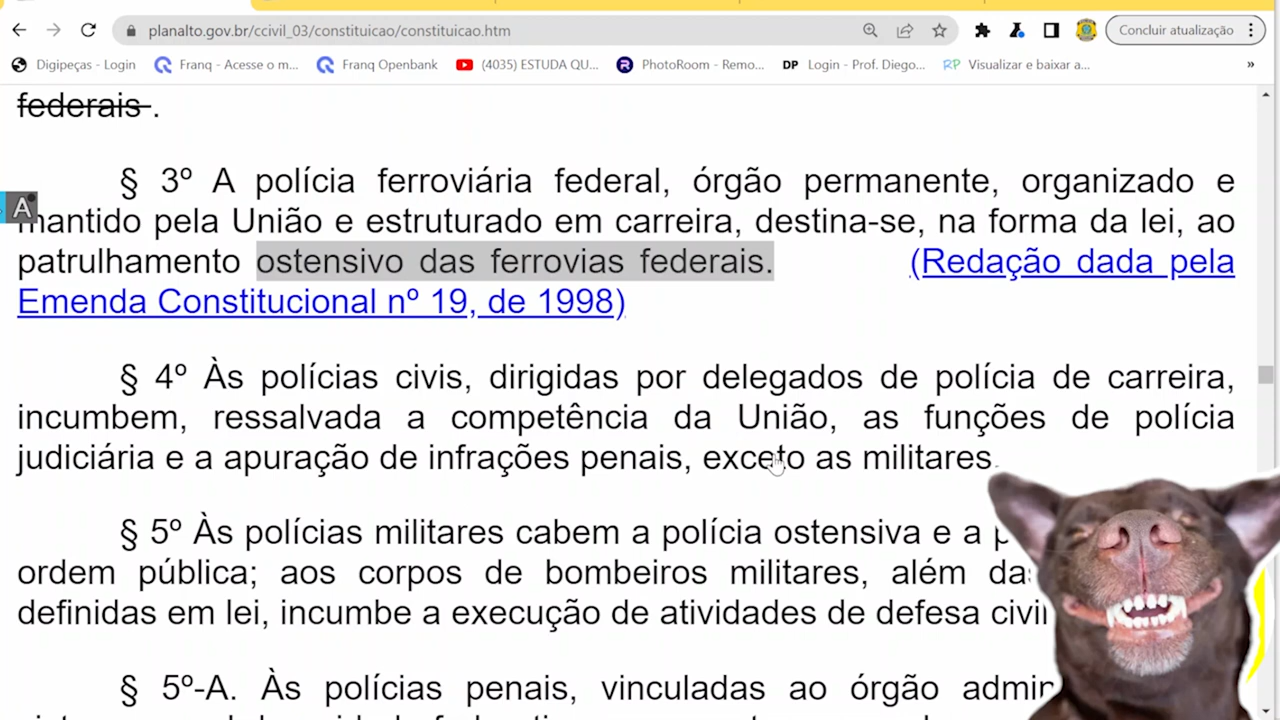 planalto.gov.br/ccivil_03/constituicao/constituicao.htm
Concluir atualização
Digipeças - Login Franq - Acesse o m... Franq Openbank (4035) ESTUDA QU... PhotoRoom - Remo... DP Login - Prof. Diego... RP Visualizar e baixar a... »
federais .
§ 3º A polícia ferroviária federal, órgão permanente, organizado e
A
mantido pela União e estruturado em carreira, destina-se, na forma da lei, ao
patrulhamento ostensivo das ferrovias federais. (Redação dada pela
Emenda Constitucional nº 19, de 1998)
§ 4º Às polícias civis, dirigidas por delegados de polícia de carreira,
incumbem, ressalvada a competência da União, as funções de polícia
judiciária e a apuração de infrações penais, exceto as militares.
§ 5º Às polícias militares cabem a polícia ostensiva e a
ordem pública; aos corpos de bombeiros militares, além
definidas em lei, incumbe a execução de atividades de defesa
§ 5º-A. Às polícias penais, vinculadas ao órgão